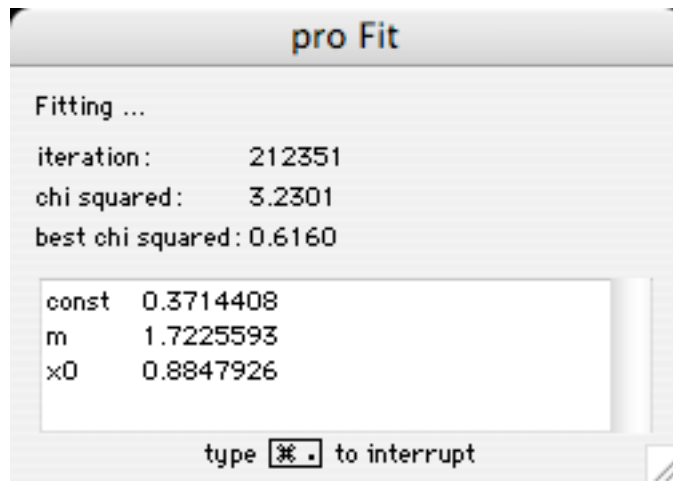 pro Fit
Fitting ...
iteration: 212351
chi squared: 3.2301
best chi squared: 0.6160
const 0.3714408
m 1.7225593
x0 0.8847926
type ⌘ . to interrupt